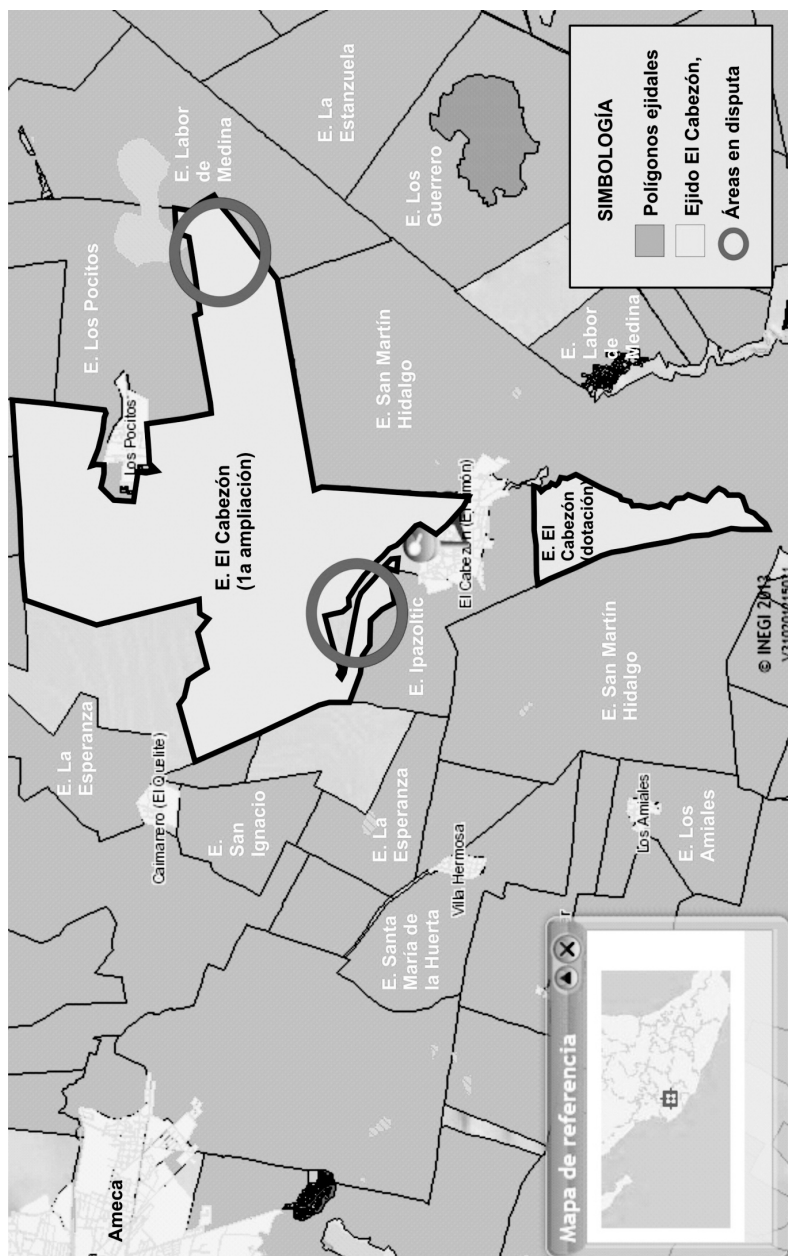 Ameca
Caimanero (El Quelite)
E. La
Esperanza
E.
San
Ignacio
E. La
Esperanza
Villa Hermosa
E. Santa
María de
la Huerta
Los Amiales
E. Los
Amiales
Los Pocitos
E. Los Pocitos
E. El Cabezón
(1a ampliación)
E. Labor
de
Medina
E. La
Estanzuela
E. Los
Guerrero
E. San Martín
Hidalgo
E. Ipazoltic
E. El
Cabezón
(dotación)
E. San Martín
Hidalgo
E. Labor
de
Medina
SIMBOLOGÍA
Polígonos ejidales
Ejido El Cabezón,
Áreas en disputa
Mapa de referencia
© INEGI 2013